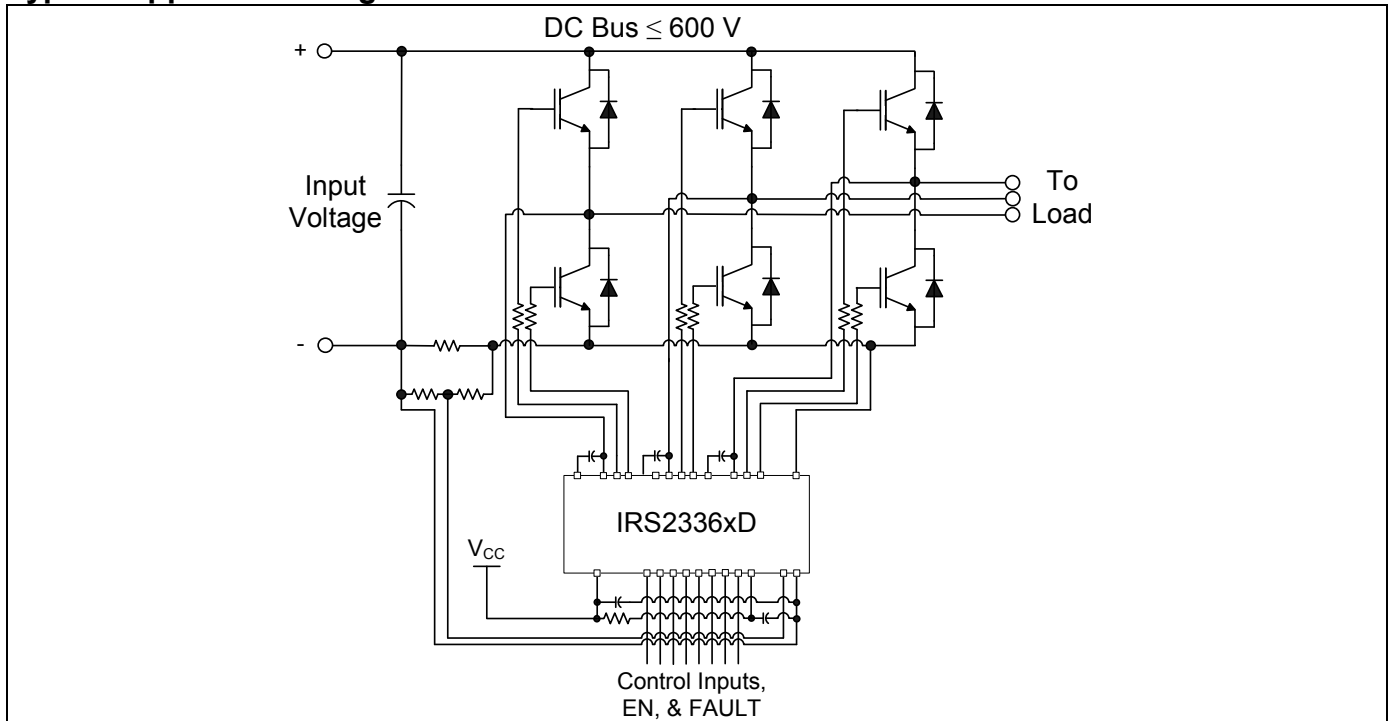 DC Bus ≤ 600 V
+
Input
Voltage
To
Load
-
IRS2336xD
VCC
Control Inputs,
EN, & FAULT